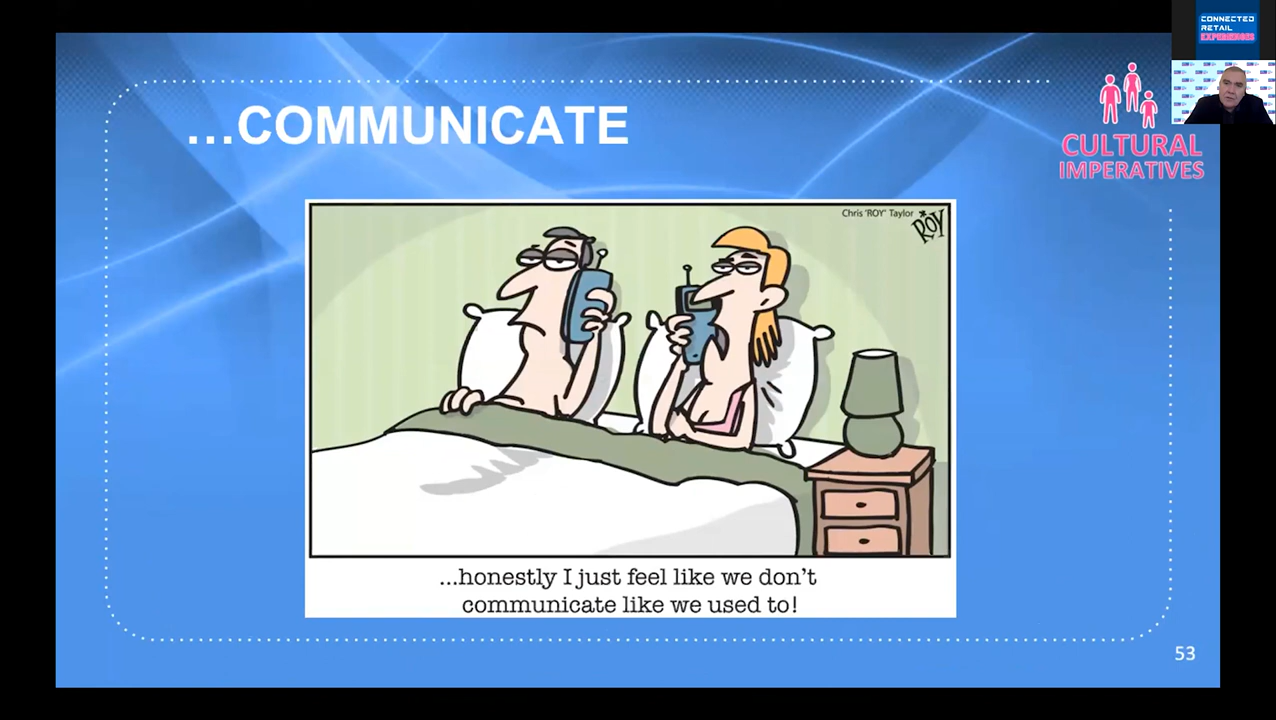 CONNECTED
RETAIL
EXPERIENCES
...COMMUNICATE
CULTURAL
IMPERATIVES
Chris 'ROY' Taylor
ROY
...honestly I just feel like we don't
communicate like we used to!
53